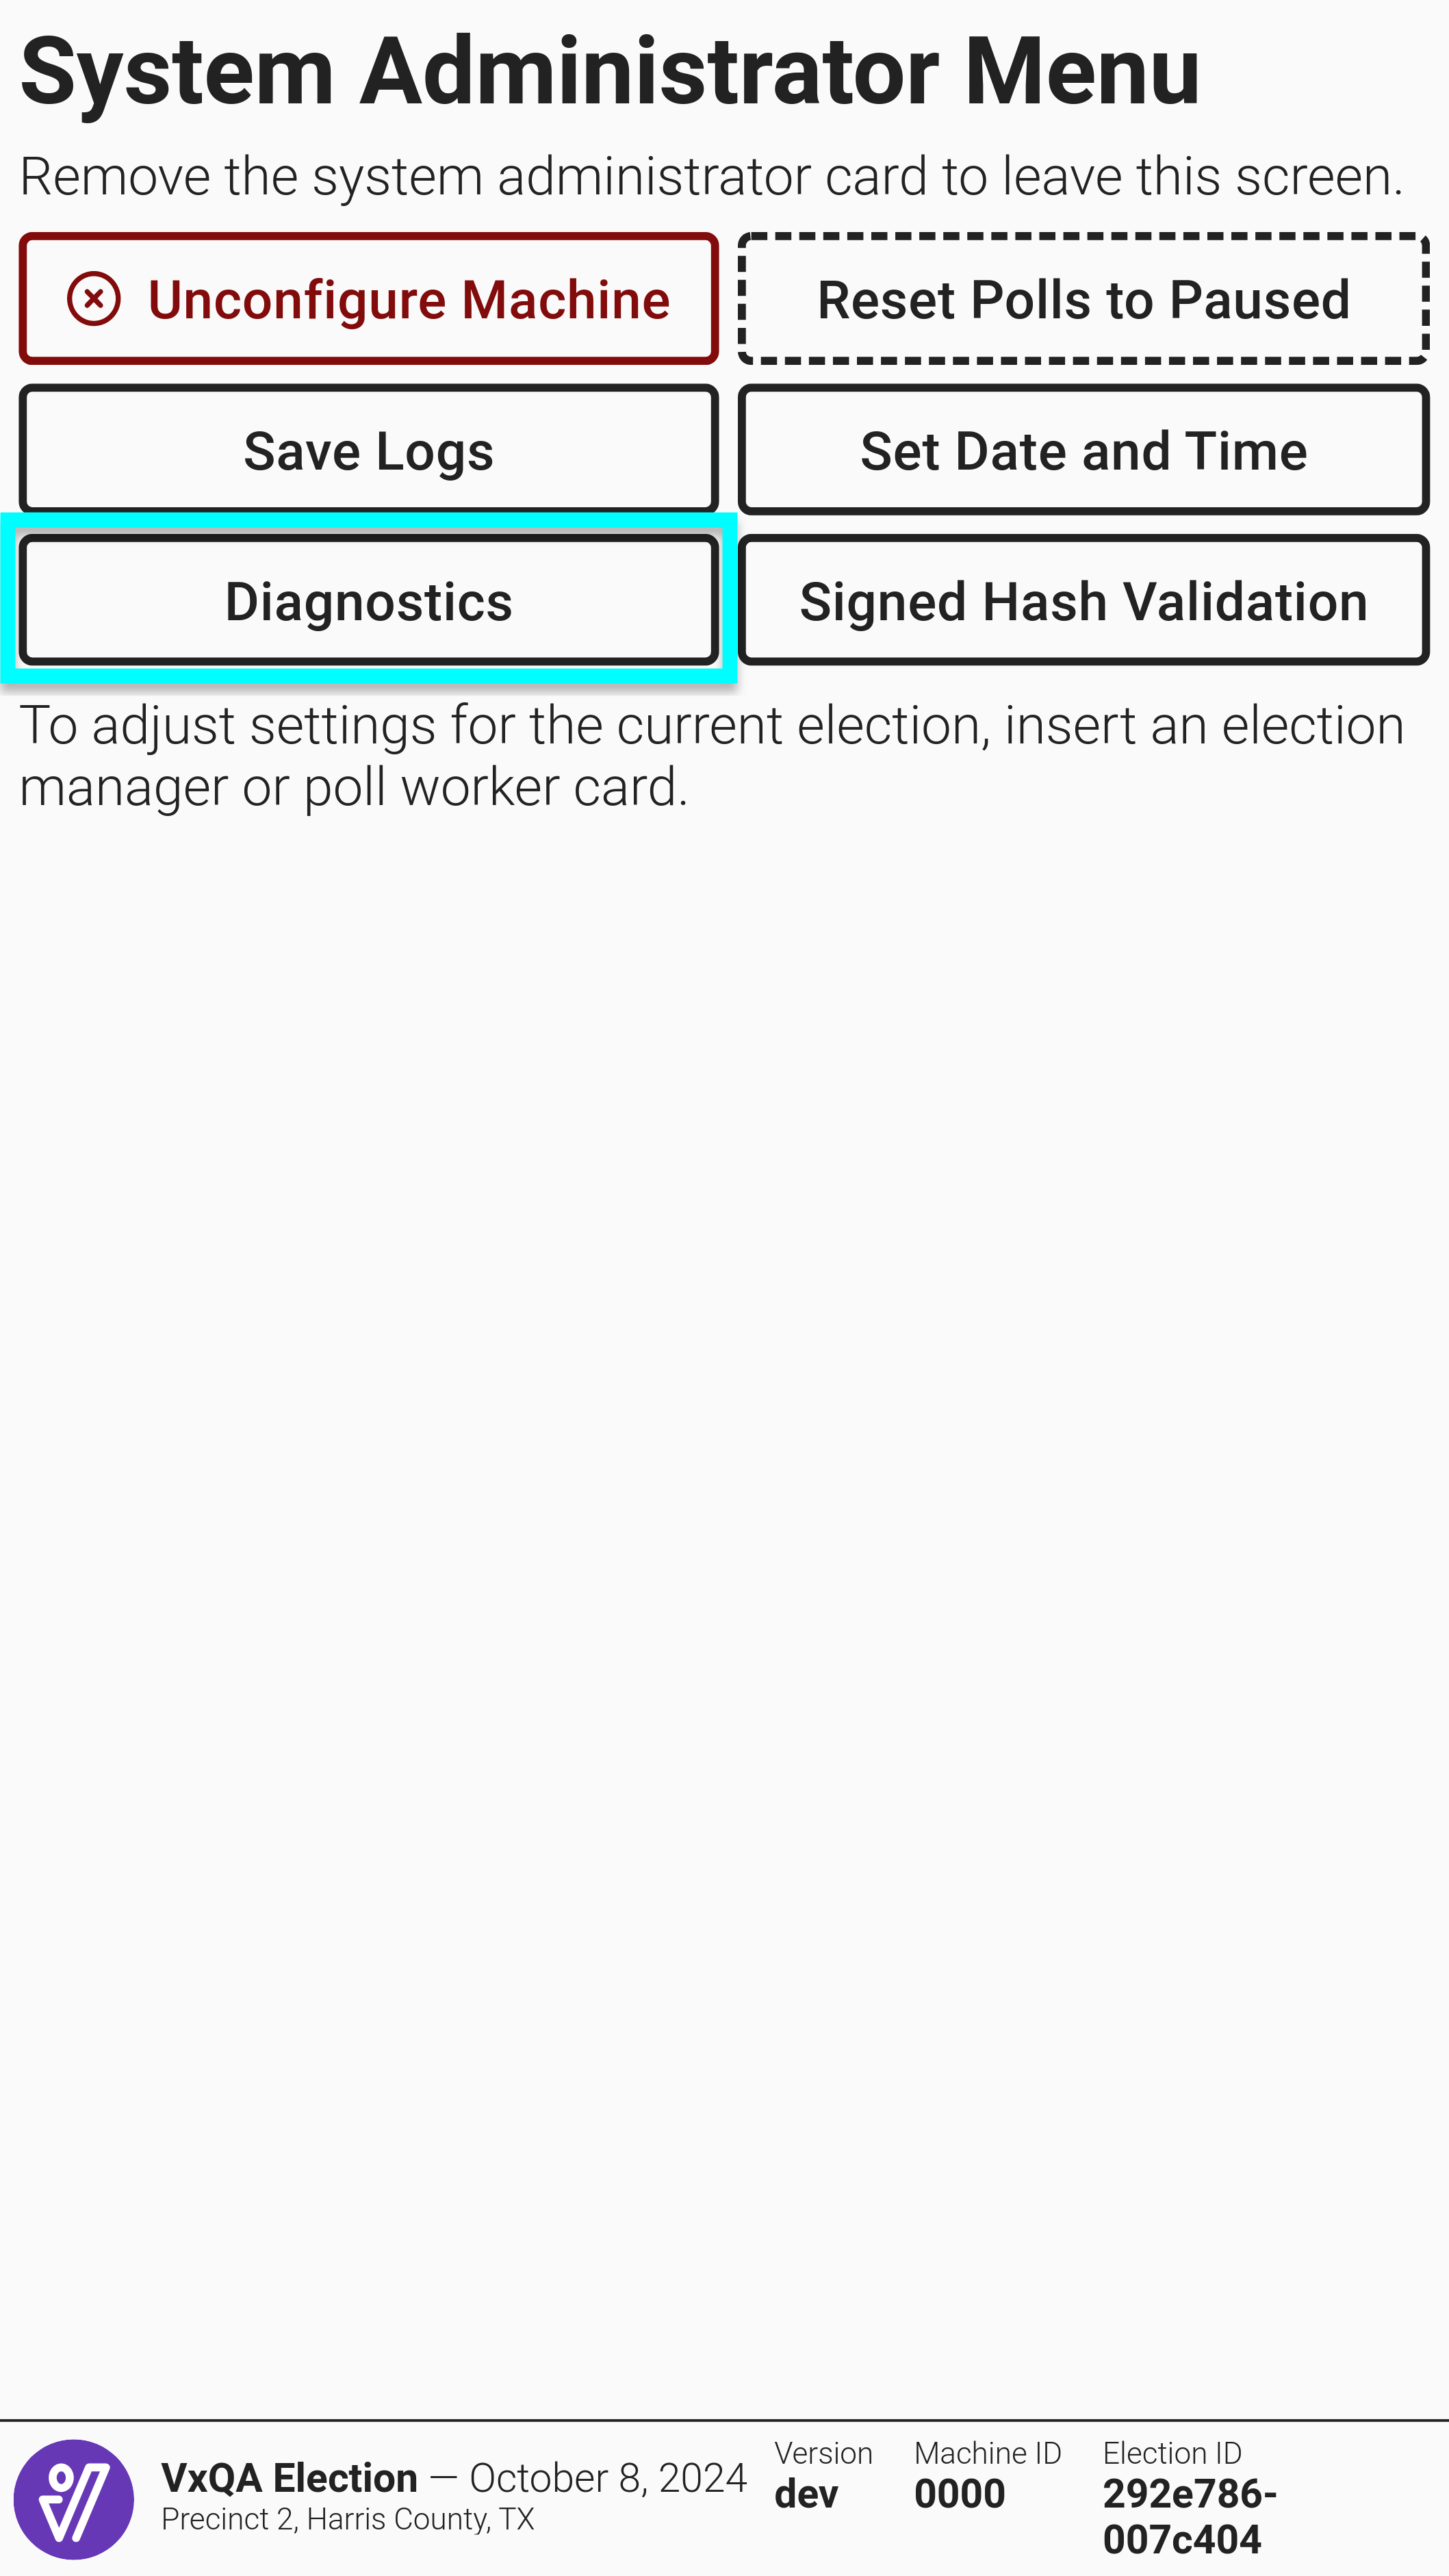 System Administrator Menu
Remove the system administrator card to leave this screen.
Unconfigure Machine
Reset Polls to Paused
Save Logs
Set Date and Time
Diagnostics
Signed Hash Validation
To adjust settings for the current election, insert an election
manager or poll worker card.
VxQA Election — October 8, 2024
Precinct 2, Harris County, TX
Version
dev
Machine ID
0000
Election ID
292e786-
007c404